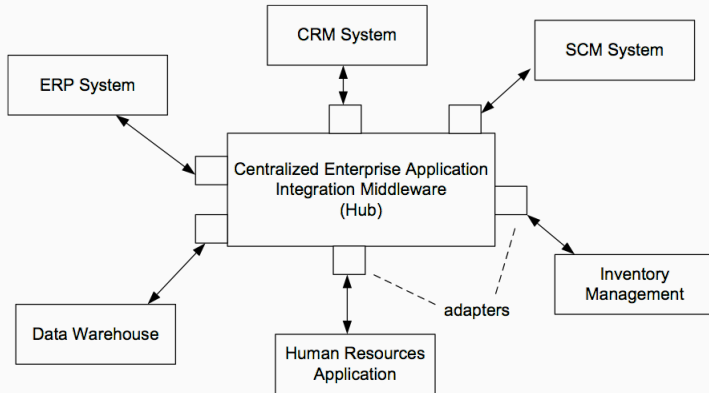 CRM System
SCM System
ERP System
Centralized Enterprise Application
Integration Middleware
(Hub)
Inventory
Management
adapters
Data Warehouse
Human Resources
Application